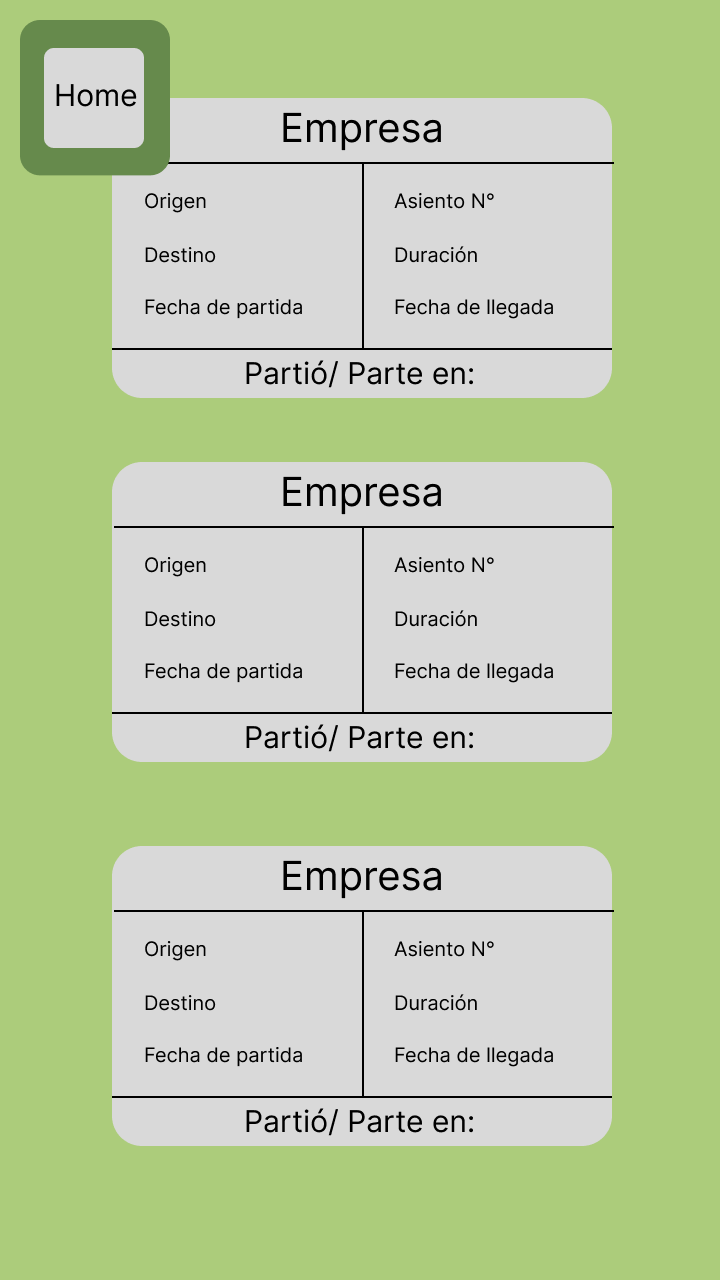 Home
Empresa
Origen
Asiento N°
Destino
Duración
Fecha de partida
Fecha de llegada
Partió/ Parte en:
Empresa
Origen
Asiento N°
Destino
Duración
Fecha de partida
Fecha de llegada
Partió/ Parte en:
Empresa
Origen
Asiento N°
Destino
Duración
Fecha de partida
Fecha de llegada
Partió/ Parte en: